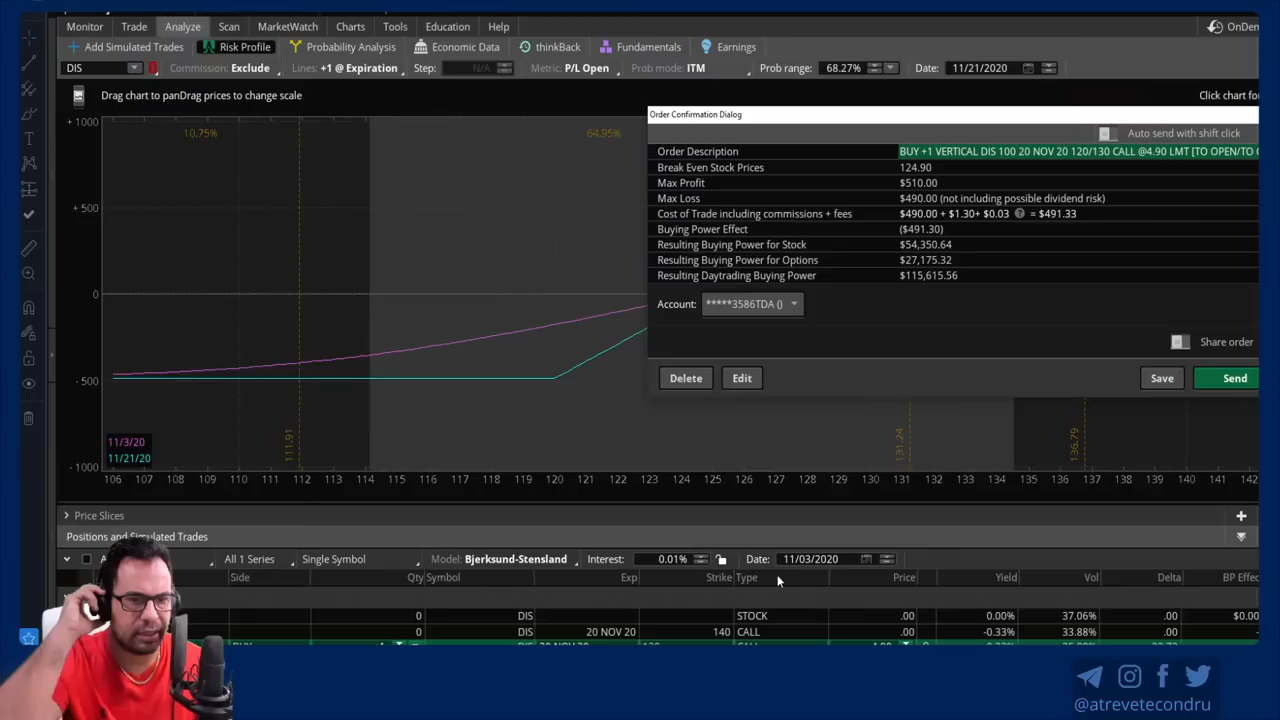 Monitor Trade Analyze Scan MarketWatch Charts Tools Education Help OnDem
Add Simulated Trades Risk Profile Probability Analysis Economic Data thinkBack Fundamentals Earnings
DIS Commission: Exclude Lines: +1 @ Expiration Step: N/A Metric: P/L Open Prob mode: ITM Prob range: 68.27% Date: 11/21/2020
Drag chart to panDrag prices to change scale Click chart for
Order Confirmation Dialog
Auto send with shift click
Order Description BUY +1 VERTICAL DIS 100 20 NOV 20 120/130 CALL @4.90 LMT [TO OPEN/TO C
Break Even Stock Prices 124.90
Max Profit $510.00
Max Loss $490.00 (not including possible dividend risk)
Cost of Trade including commissions + fees $490.00 + $1.30+ $0.03 ? = $491.33
Buying Power Effect ($491.30)
Resulting Buying Power for Stock $54,350.64
Resulting Buying Power for Options $27,175.32
Resulting Daytrading Buying Power $115,615.56
Account: *****3586TDA ()
Share order
Delete Edit Save Send
+ 1000
10.75% 64.95%
+ 500
0
- 500
- 1000
111.91 131.24 136.79
11/3/20
11/21/20
106 107 108 109 110 111 112 113 114 115 116 117 118 119 120 121 122 123 124 125 126 127 128 129 130 131 132 133 134 135 136 137 138 139 140 141 142
Price Slices
Positions and Simulated Trades
All 1 Series Single Symbol Model: Bjerksund-Stensland Interest: 0.01% Date: 11/03/2020
Side Qty Symbol Exp Strike Type Price Yield Vol Delta BP Effec
0 DIS STOCK .00 0.00% 37.06% .00 $0.00
0 DIS 20 NOV 20 140 CALL .00 -0.33% 33.88% .00
@atrevetecondru